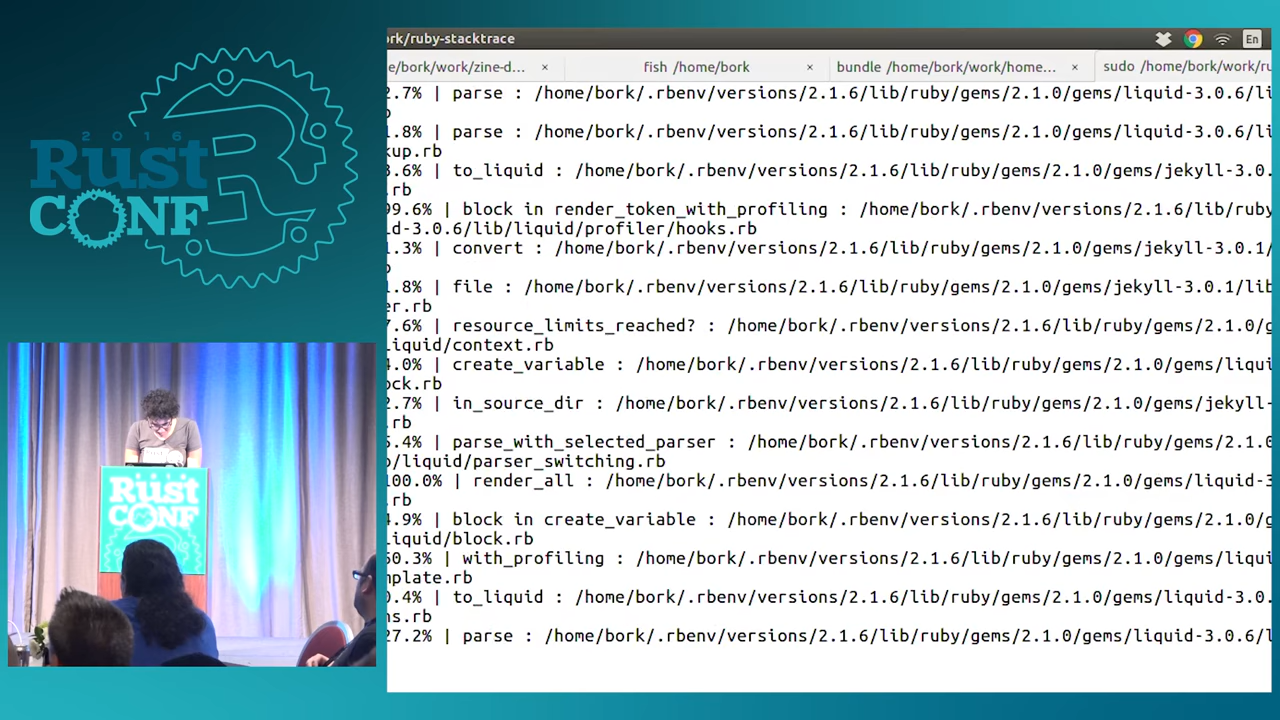 2016
Rust
CONF
2016
Rust
CONF
ork/ruby-stacktrace
En
e/bork/work/zine-d... ×
fish /home/bork ×
bundle /home/bork/work/home... ×
sudo /home/bork/work/ru
2.7% | parse : /home/bork/.rbenv/versions/2.1.6/lib/ruby/gems/2.1.0/gems/liquid-3.0.6/li
b
1.8% | parse : /home/bork/.rbenv/versions/2.1.6/lib/ruby/gems/2.1.0/gems/liquid-3.0.6/li
kup.rb
3.6% | to_liquid : /home/bork/.rbenv/versions/2.1.6/lib/ruby/gems/2.1.0/gems/jekyll-3.0.
.rb
99.6% | block in render_token_with_profiling : /home/bork/.rbenv/versions/2.1.6/lib/ruby
id-3.0.6/lib/liquid/profiler/hooks.rb
1.3% | convert : /home/bork/.rbenv/versions/2.1.6/lib/ruby/gems/2.1.0/gems/jekyll-3.0.1/
b
1.8% | file : /home/bork/.rbenv/versions/2.1.6/lib/ruby/gems/2.1.0/gems/jekyll-3.0.1/lib
er.rb
7.6% | resource_limits_reached? : /home/bork/.rbenv/versions/2.1.6/lib/ruby/gems/2.1.0/g
liquid/context.rb
4.0% | create_variable : /home/bork/.rbenv/versions/2.1.6/lib/ruby/gems/2.1.0/gems/liqui
ock.rb
2.7% | in_source_dir : /home/bork/.rbenv/versions/2.1.6/lib/ruby/gems/2.1.0/gems/jekyll-
.rb
5.4% | parse_with_selected_parser : /home/bork/.rbenv/versions/2.1.6/lib/ruby/gems/2.1.0
b/liquid/parser_switching.rb
100.0% | render_all : /home/bork/.rbenv/versions/2.1.6/lib/ruby/gems/2.1.0/gems/liquid-3
.rb
4.9% | block in create_variable : /home/bork/.rbenv/versions/2.1.6/lib/ruby/gems/2.1.0/g
liquid/block.rb
50.3% | with_profiling : /home/bork/.rbenv/versions/2.1.6/lib/ruby/gems/2.1.0/gems/liqui
mplate.rb
0.4% | to_liquid : /home/bork/.rbenv/versions/2.1.6/lib/ruby/gems/2.1.0/gems/jekyll-3.0.
ms.rb
27.2% | parse : /home/bork/.rbenv/versions/2.1.6/lib/ruby/gems/2.1.0/gems/liquid-3.0.6/l